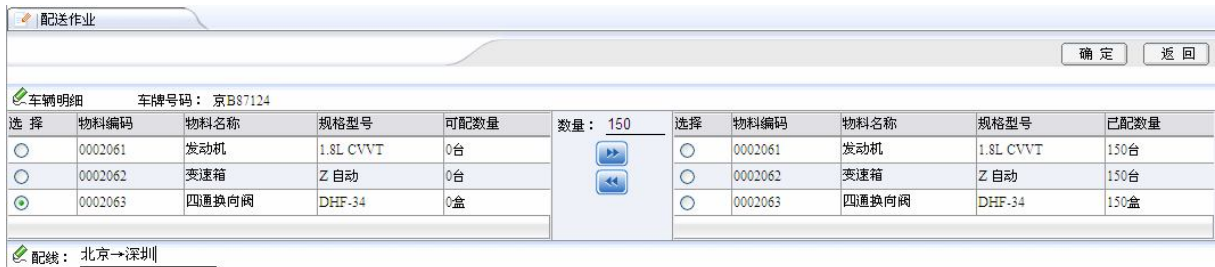 配送作业
确 定 返 回
车辆明细 车牌号码： 京B87124
选 择 物料编码 物料名称 规格型号 可配数量 数量： 150 选择 物料编码 物料名称 规格型号 已配数量
0002061 发动机 1.8L CVVT 0台 0002061 发动机 1.8L CVVT 150台
0002062 变速箱 Z 自动 0台 0002062 变速箱 Z 自动 150台
0002063 四通换向阀 DHF-34 0盒 0002063 四通换向阀 DHF-34 150盒
配线： 北京→深圳